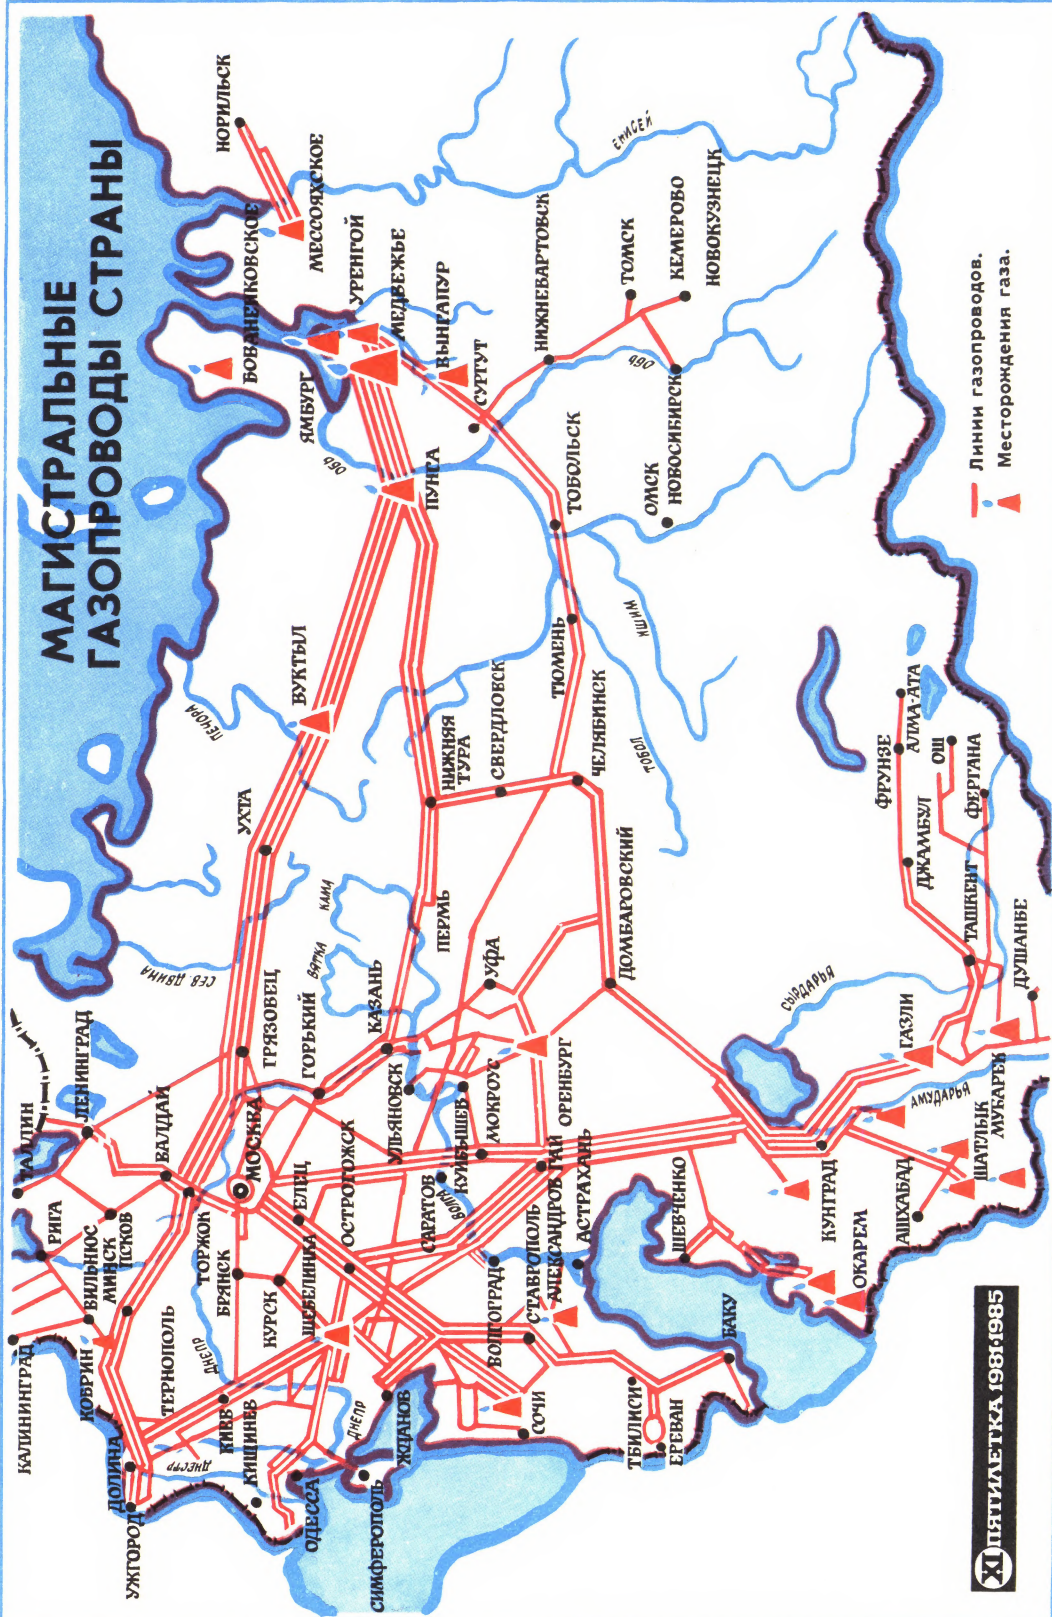 МАГИСТРАЛЬНЫЕ
ГАЗОПРОВОДЫ СТРАНЫ
НОРИЛЬСК
МЕССОЯХСКОЕ
БОВАНЕНКОВСКОЕ
УРЕНГОЙ
МЕДВЕЖЬЕ
ЯМБУРГ
ВЫНГАПУР
СУРГУТ
НИЖНЕВАРТОВСК
ЕНИСЕЙ
ТОМСК
КЕМЕРОВО
НОВОКУЗНЕЦК
ОБЬ
НОВОСИБИРСК
ОМСК
ОБЬ
ПУНГА
ТОБОЛЬСК
ТЮМЕНЬ
ИШИМ
ТОБОЛ
ПЕЧОРА
ВУКТЫЛ
УХТА
НИЖНЯЯ
ТУРА
СВЕРДЛОВСК
ЧЕЛЯБИНСК
ДОМБАРОВСКИЙ
СЕВ. ДВИНА
КАМА
ВЯТКА
ПЕРМЬ
УФА
КАЗАНЬ
ГОРЬКИЙ
ГРЯЗОВЕЦ
ТАЛЛИН
ЛЕНИНГРАД
ВАЛДАЙ
МОСКВА
РИГА
ПСКОВ
ТОРЖОК
ВИЛЬНЮС
МИНСК
БРЯНСК
КУРСК
ЕЛЕЦ
ОСТРОГОЖСК
УЛЬЯНОВСК
КУЙБЫШЕВ
МОКРОУС
ОРЕНБУРГ
САРАТОВ
ВОЛГА
АЛЕКСАНДРОВ ГАЙ
АСТРАХАНЬ
КАЛИНИНГРАД
КОБРИН
ТЕРНОПОЛЬ
ДНЕПР
ШЕБЕЛИНКА
ВОЛГОГРАД
СТАВРОПОЛЬ
ДОЛИНА
УЖГОРОД
КИЕВ
ДНЕСТР
КИШИНЕВ
ОДЕССА
СИМФЕРОПОЛЬ
ДНЕПР
ЖДАНОВ
СОЧИ
ТБИЛИСИ
ЕРЕВАН
БАКУ
ШЕВЧЕНКО
ОКАРЕМ
КУНГРАД
АШХАБАД
ШАТЛЫК
МУБАРЕК
АМУДАРЬЯ
ГАЗЛИ
СЫРДАРЬЯ
ДУШАНБЕ
ТАШКЕНТ
ДЖАМБУЛ
ФРУНЗЕ
АЛМА-АТА
ОШ
ФЕРГАНА
Линии газопроводов.
Месторождения газа.
XI ПЯТИЛЕТКА 1981•1985